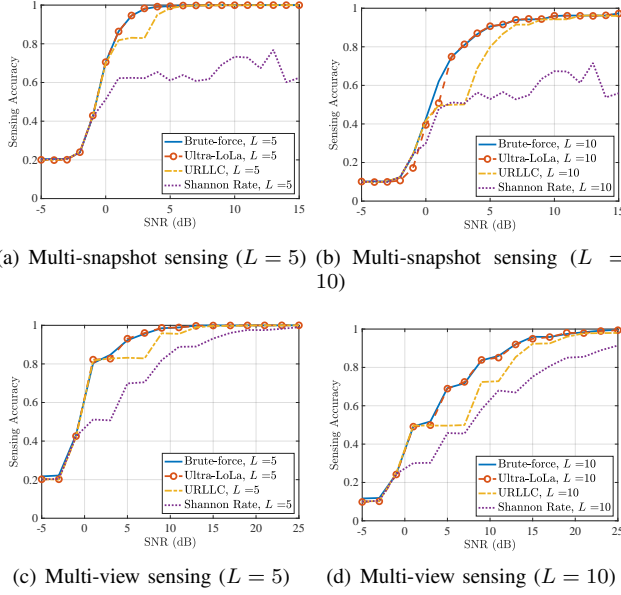 1
0.8
0.6
0.4
0.2
0
Sensing Accuracy
Brute-force, L =5
Ultra-LoLa, L =5
URLLC, L =5
Shannon Rate, L =5
-5 0 5 10 15
SNR (dB)
1
0.8
0.6
0.4
0.2
0
Sensing Accuracy
Brute-force, L =10
Ultra-LoLa, L =10
URLLC, L =10
Shannon Rate, L =10
-5 0 5 10 15
SNR (dB)
(a) Multi-snapshot sensing (L = 5)
(b) Multi-snapshot sensing (L =
10)
1
0.8
0.6
0.4
0.2
0
Sensing Accuracy
Brute-force, L =5
Ultra-LoLa, L =5
URLLC, L =5
Shannon Rate, L =5
-5 0 5 10 15 20 25
SNR (dB)
1
0.8
0.6
0.4
0.2
0
Sensing Accuracy
Brute-force, L =10
Ultra-LoLa, L =10
URLLC, L =10
Shannon Rate, L =10
-5 0 5 10 15 20 25
SNR (dB)
(c) Multi-view sensing (L = 5)
(d) Multi-view sensing (L = 10)